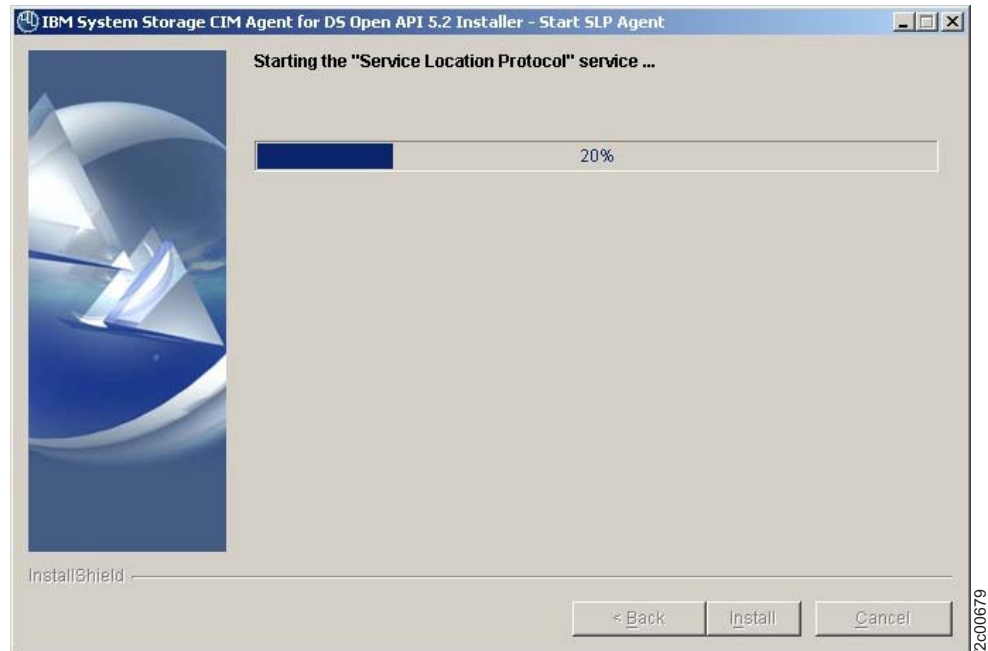 IBM System Storage CIM Agent for DS Open API 5.2 Installer - Start SLP Agent
Starting the "Service Location Protocol" service ...
20%
InstallShield
< Back Install Cancel
2c00679